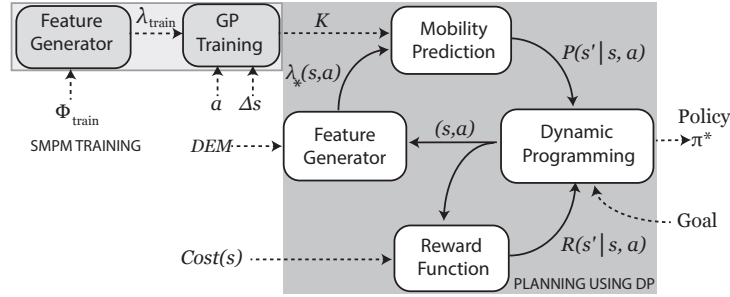 Feature
Generator
λtrain
GP
Training
K
Mobility
Prediction
a
Δs
Φtrain
SMPM TRAINING
λ*(s,a)
P(s'|s, a)
DEM
Feature
Generator
(s,a)
Dynamic
Programming
Policy
π*
Goal
Cost(s)
Reward
Function
R(s'|s, a)
PLANNING USING DP